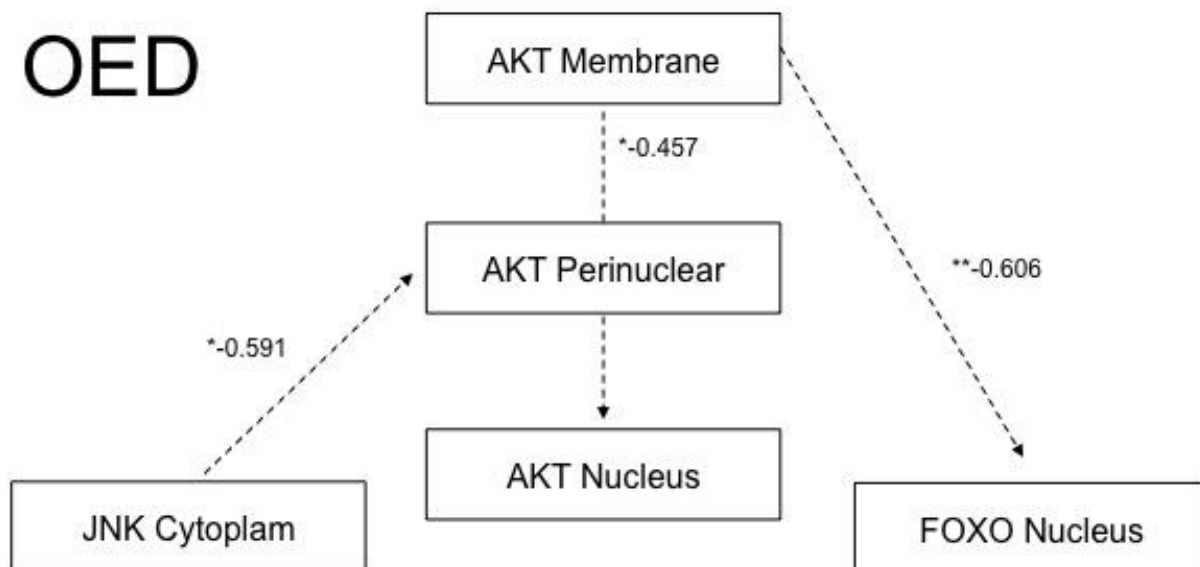 OED
AKT Membrane
*-0.457
AKT Perinuclear
**-0.606
*-0.591
AKT Nucleus
JNK Cytoplam
FOXO Nucleus